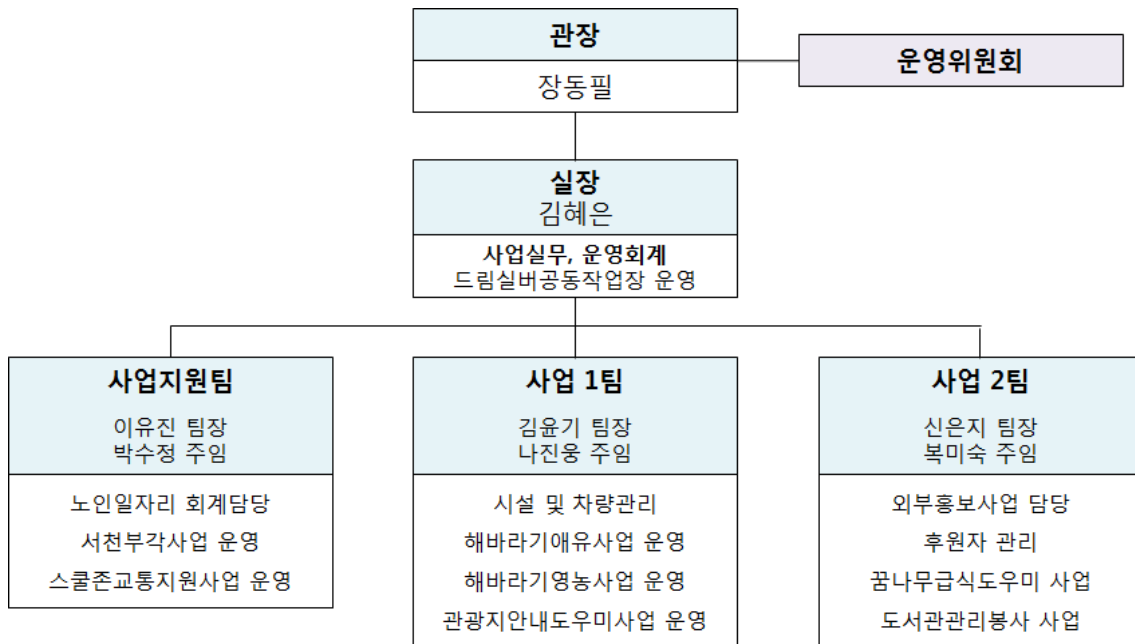 관장
장동필
운영위원회
실장
김혜은
사업실무, 운영회계
드림실버공동작업장 운영
사업지원팀
이유진 팀장
박수정 주임
노인일자리 회계담당
서천부각사업 운영
스쿨존교통지원사업 운영
사업 1팀
김윤기 팀장
나진웅 주임
시설 및 차량관리
해바라기애유사업 운영
해바라기영농사업 운영
관광지안내도우미사업 운영
사업 2팀
신은지 팀장
복미숙 주임
외부홍보사업 담당
후원자 관리
꿈나무급식도우미 사업
도서관관리봉사 사업